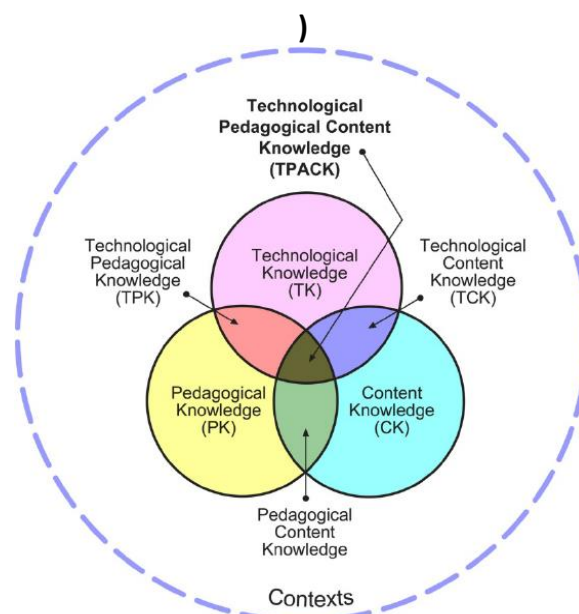 )
Technological
Pedagogical Content
Knowledge
(TPACK)
Technological
Pedagogical
Knowledge
(TPK)
Technological
Knowledge
(TK)
Technological
Content
Knowledge
(TCK)
Pedagogical
Knowledge
(PK)
Content
Knowledge
(CK)
Pedagogical
Content
Knowledge
Contexts